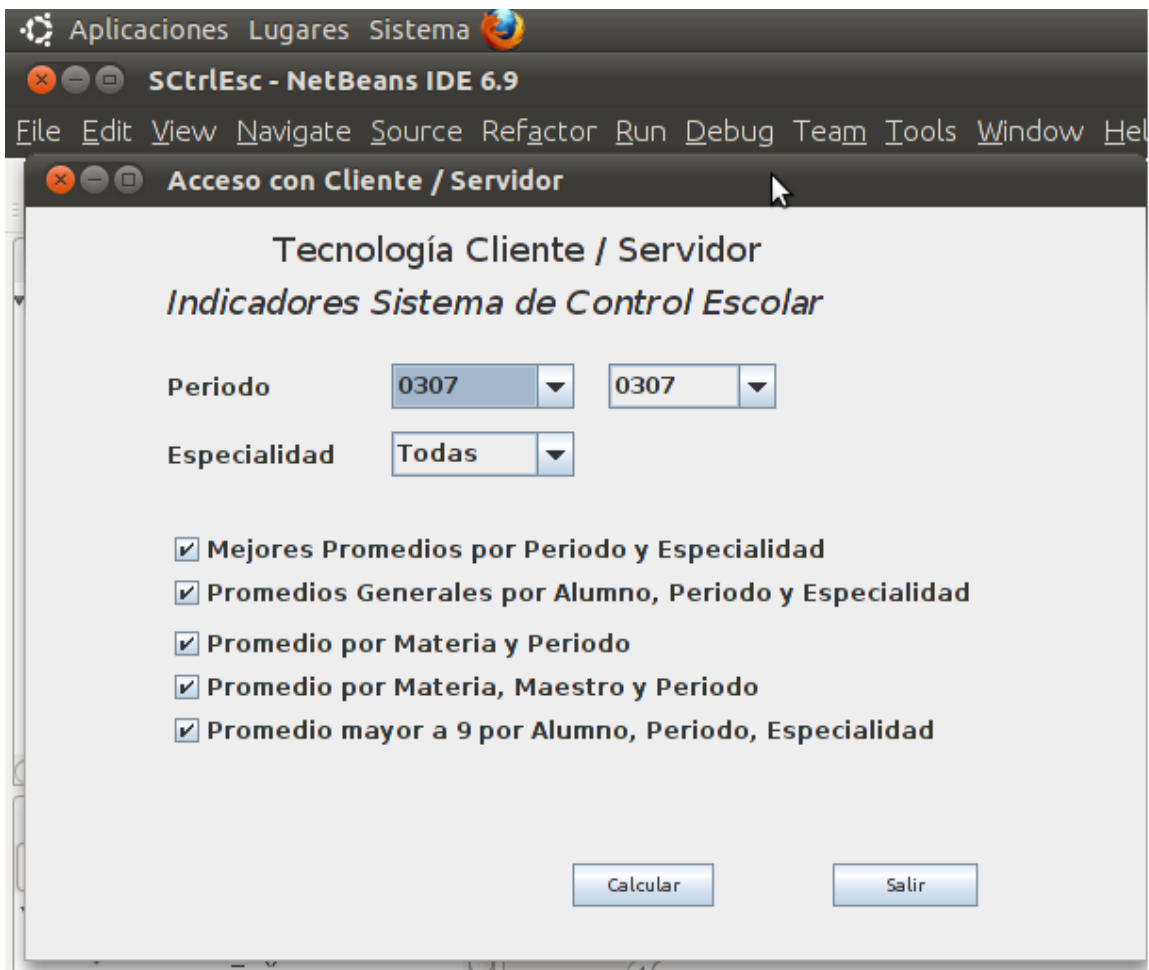 Aplicaciones Lugares Sistema
SCtrlEsc - NetBeans IDE 6.9
File Edit View Navigate Source Refactor Run Debug Team Tools Window Hel
Acceso con Cliente / Servidor
Tecnología Cliente / Servidor
Indicadores Sistema de Control Escolar
Periodo 0307 0307
Especialidad Todas
Mejores Promedios por Periodo y Especialidad
Promedios Generales por Alumno, Periodo y Especialidad
Promedio por Materia y Periodo
Promedio por Materia, Maestro y Periodo
Promedio mayor a 9 por Alumno, Periodo, Especialidad
Calcular Salir